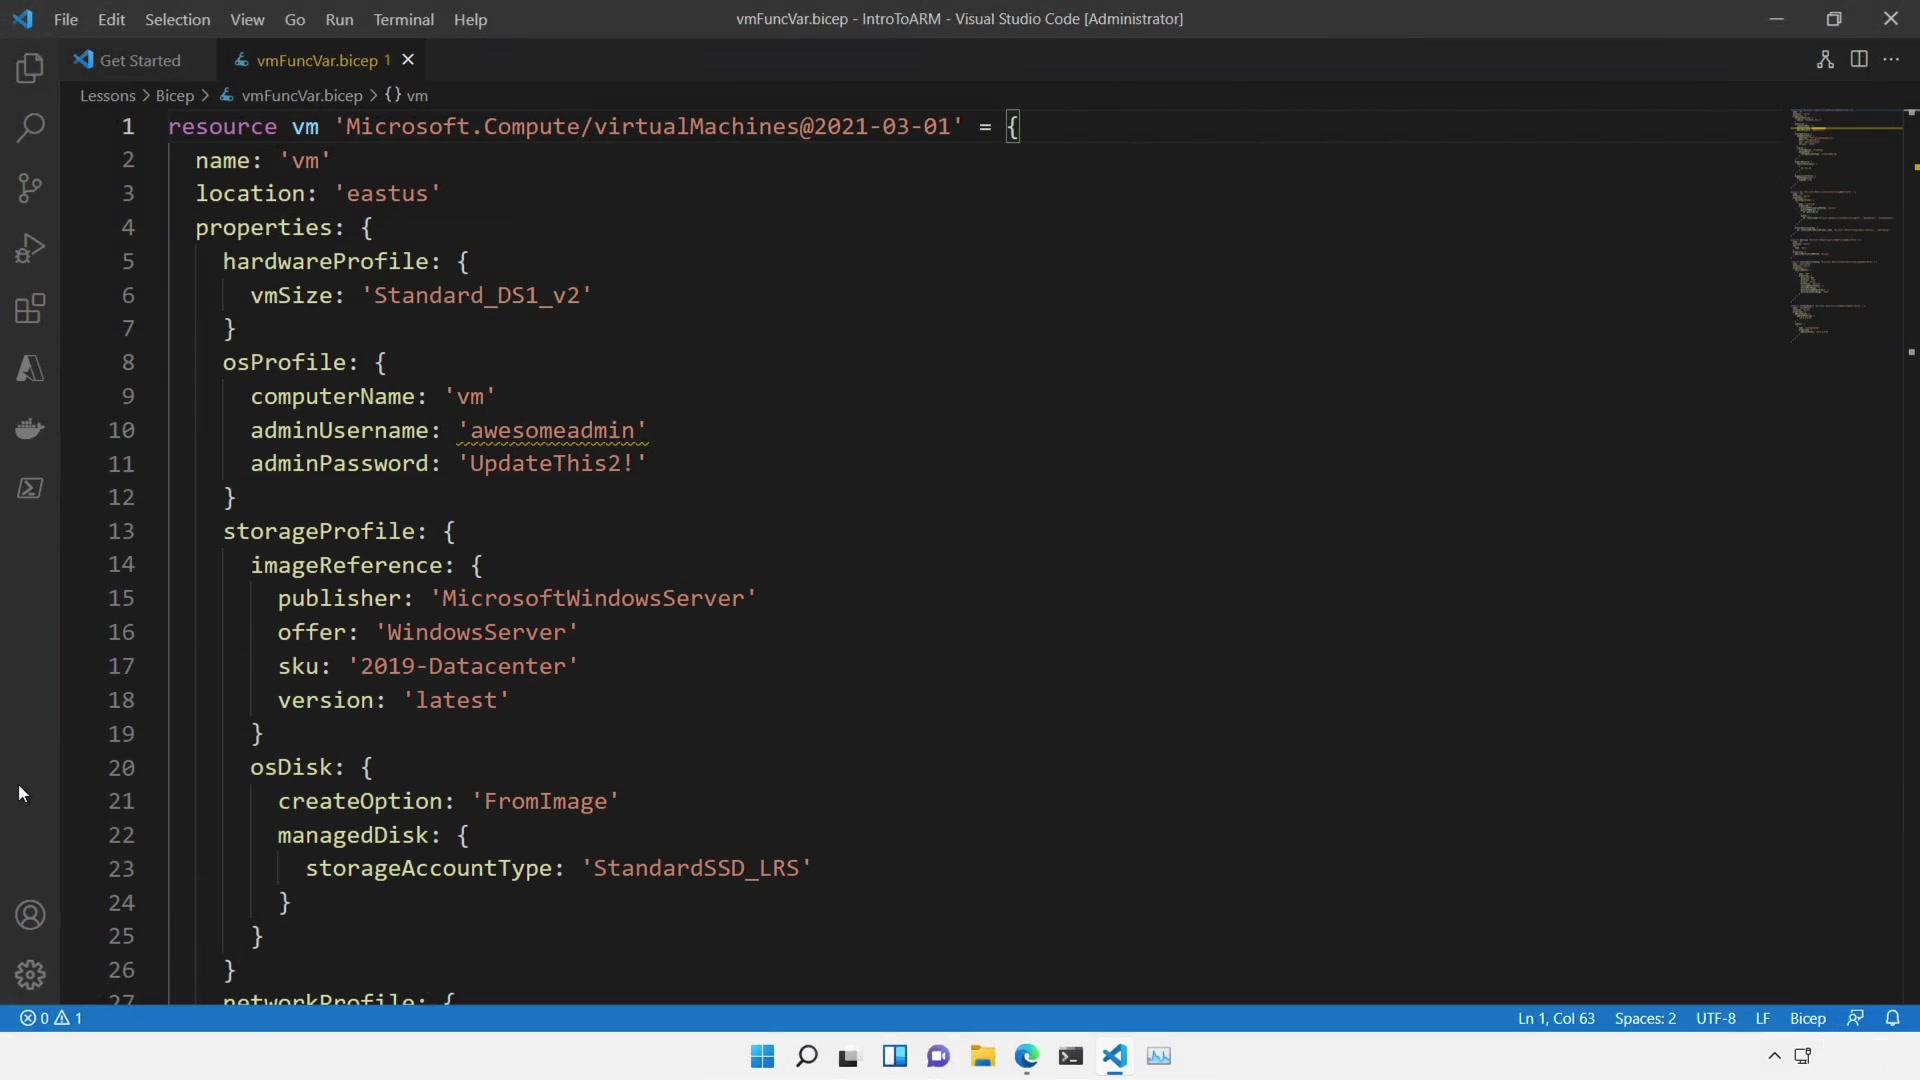 File Edit Selection View Go Run Terminal Help
vmFuncVar.bicep - IntroToARM - Visual Studio Code [Administrator]
Get Started
vmFuncVar.bicep 1
Lessons > Bicep > vmFuncVar.bicep > {} vm
1 resource vm 'Microsoft.Compute/virtualMachines@2021-03-01' = {
2 name: 'vm'
3 location: 'eastus'
4 properties: {
5 hardwareProfile: {
6 vmSize: 'Standard_DS1_v2'
7 }
8 osProfile: {
9 computerName: 'vm'
10 adminUsername: 'awesomeadmin'
11 adminPassword: 'UpdateThis2!'
12 }
13 storageProfile: {
14 imageReference: {
15 publisher: 'MicrosoftWindowsServer'
16 offer: 'WindowsServer'
17 sku: '2019-Datacenter'
18 version: 'latest'
19 }
20 osDisk: {
21 createOption: 'FromImage'
22 managedDisk: {
23 storageAccountType: 'StandardSSD_LRS'
24 }
25 }
26 }
27 networkProfile: {
0 1
Ln 1, Col 63 Spaces: 2 UTF-8 LF Bicep